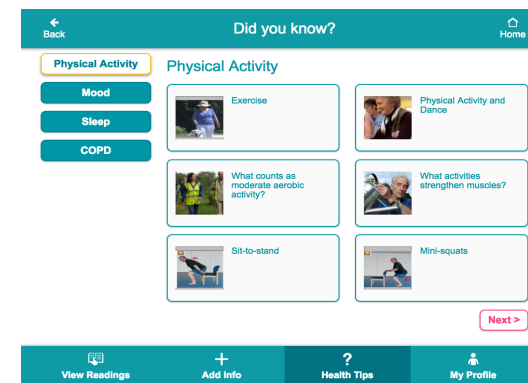 Back
Did you know?
Home
Physical Activity
Mood
Sleep
COPD
Physical Activity
Exercise
Physical Activity and
Dance
What counts as
moderate aerobic
activity?
What activities
strengthen muscles?
Sit-to-stand
Mini-squats
Next >
View Readings
Add Info
?
Health Tips
My Profile